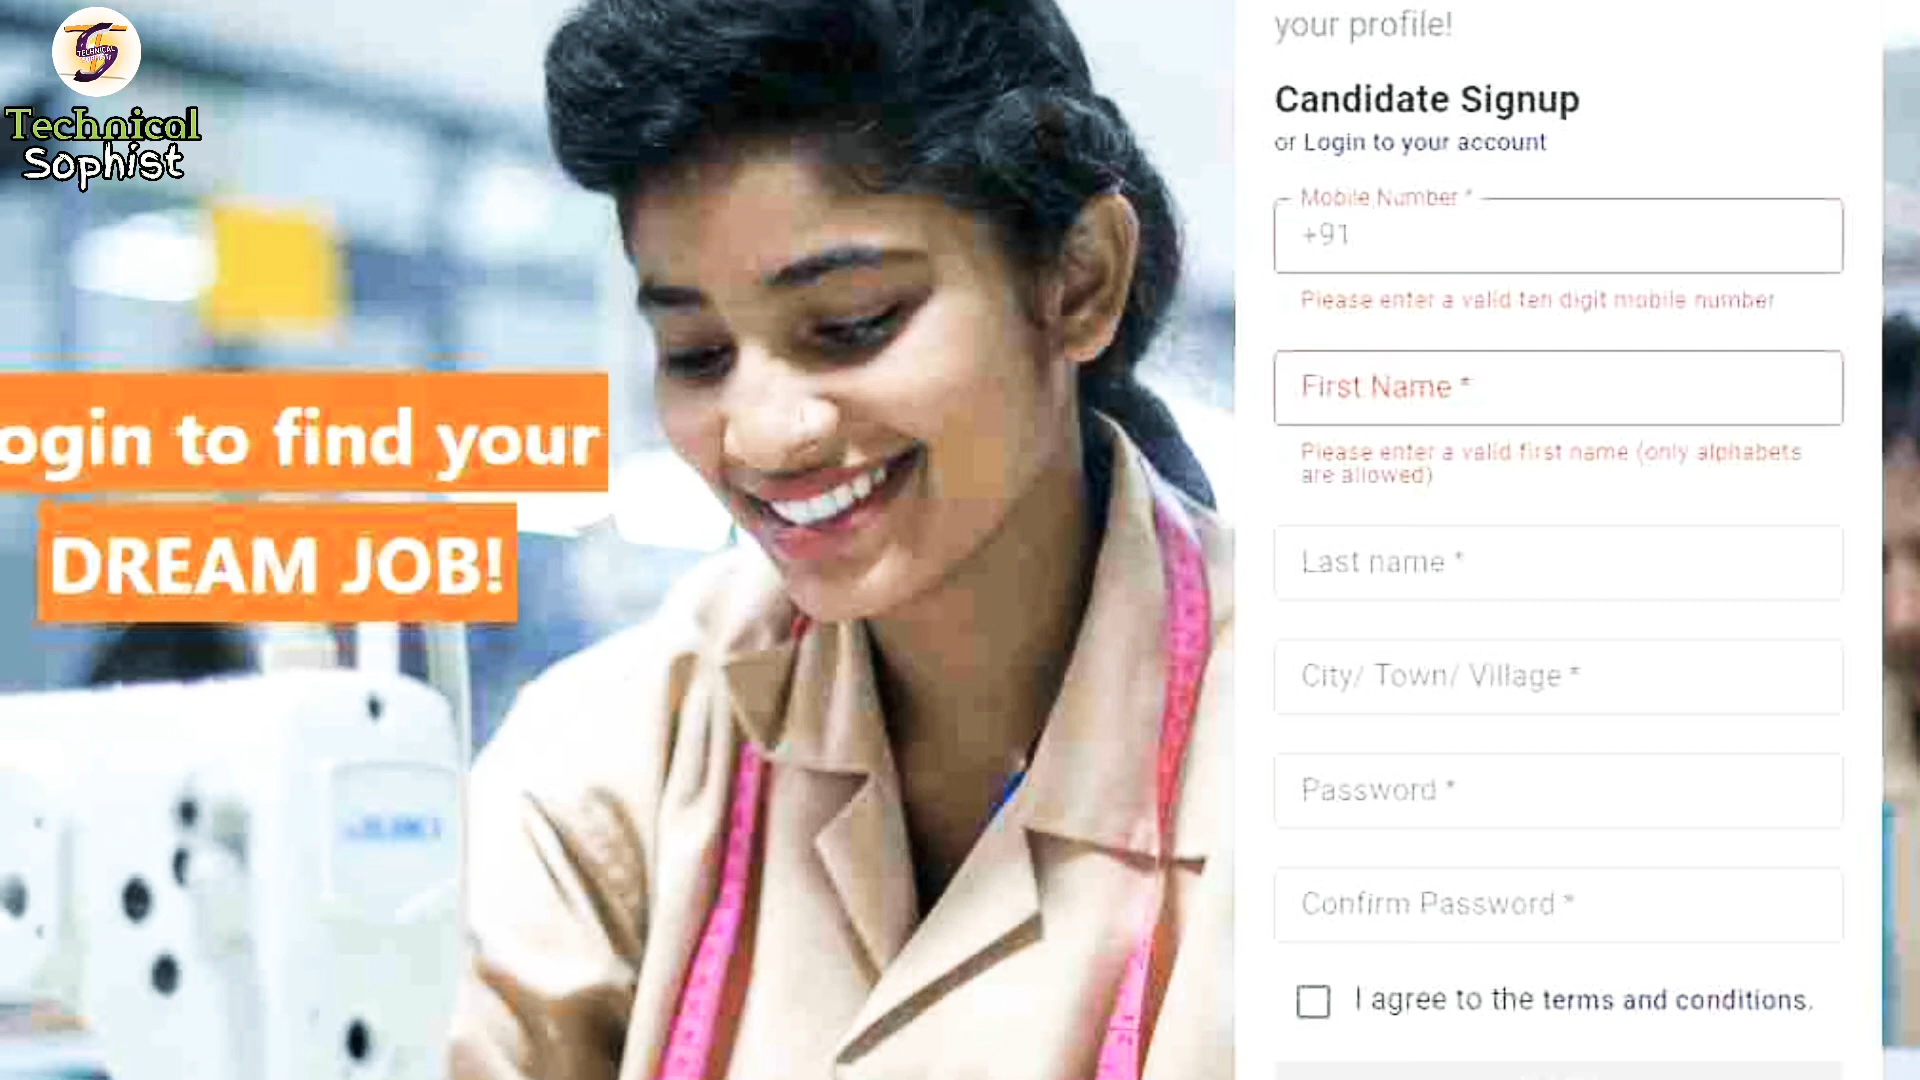 TECHNICAL
Technical
Sophist
ogin to find your
DREAM JOB!
your profile!
Candidate Signup
or Login to your account
Mobile Number *
+91
Please enter a valid ten digit mobile number
First Name *
Please enter a valid first name (only alphabets
are allowed)
Last name *
City/ Town/ Village *
Password *
Confirm Password *
I agree to the terms and conditions.